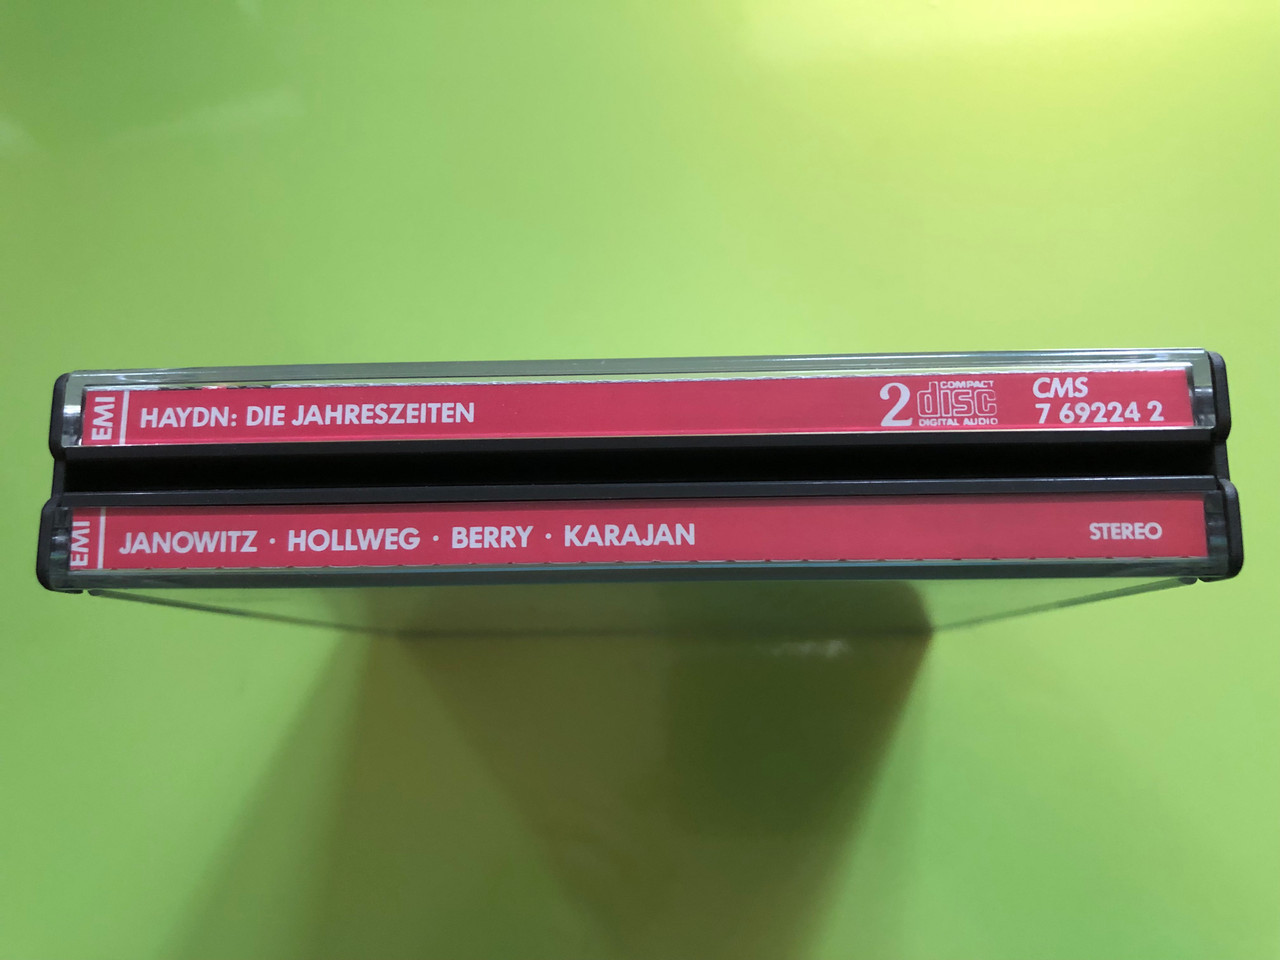 EMI
HAYDN: DIE JAHRESZEITEN
2
COMPACT
disc
DIGITAL AUDIO
CMS
7 69224 2
EMI
JANOWITZ · HOLLWEG · BERRY · KARAJAN
STEREO